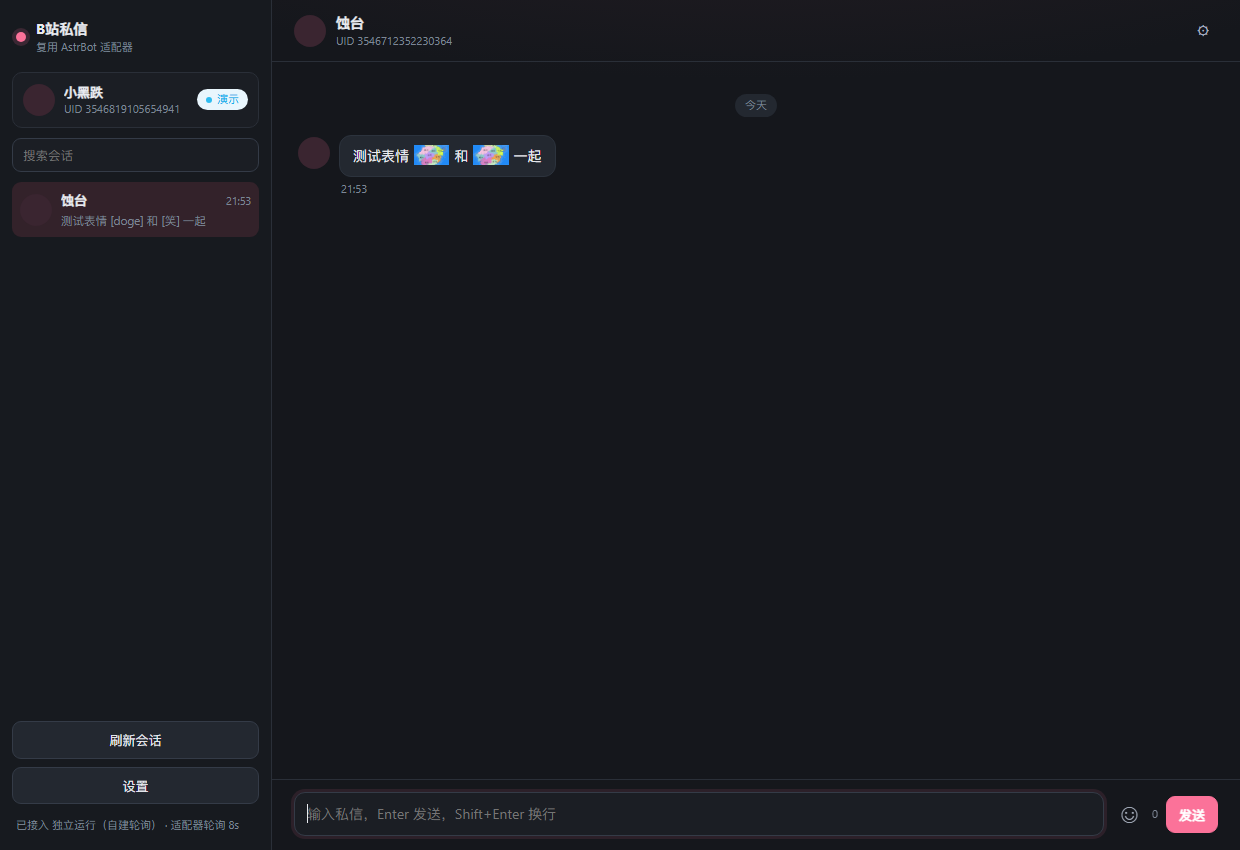 B站私信
复用 AstrBot 适配器
小黑跌
UID 3546819105654941
演示
搜索会话
蚀台
21:53
测试表情 [doge] 和 [笑] 一起
刷新会话
设置
已接入 独立运行（自建轮询） · 适配器轮询 8s
蚀台
UID 3546712352230364
今天
测试表情 和 一起
21:53
输入私信，Enter 发送，Shift+Enter 换行
0
发送